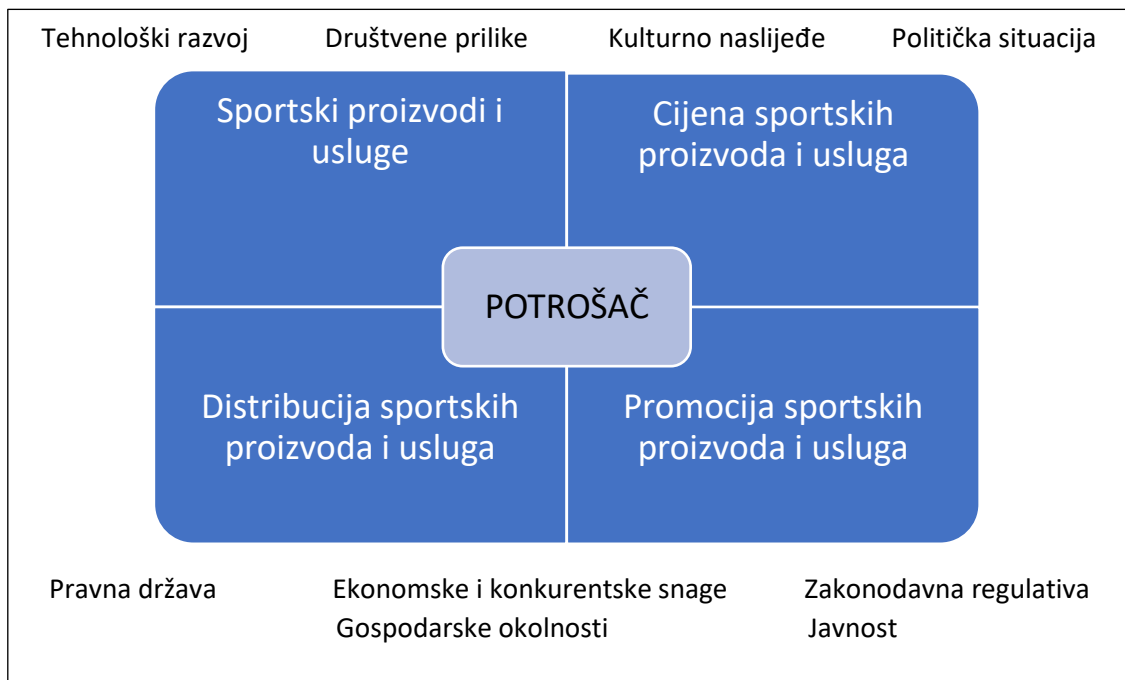 Tehnološki razvoj Društvene prilike Kulturno naslijeđe Politička situacija
Sportski proizvodi i
usluge
Cijena sportskih
proizvoda i usluga
POTROŠAČ
Distribucija sportskih
proizvoda i usluga
Promocija sportskih
proizvoda i usluga
Pravna država Ekonomske i konkurentske snage Zakonodavna regulativa
Gospodarske okolnosti Javnost